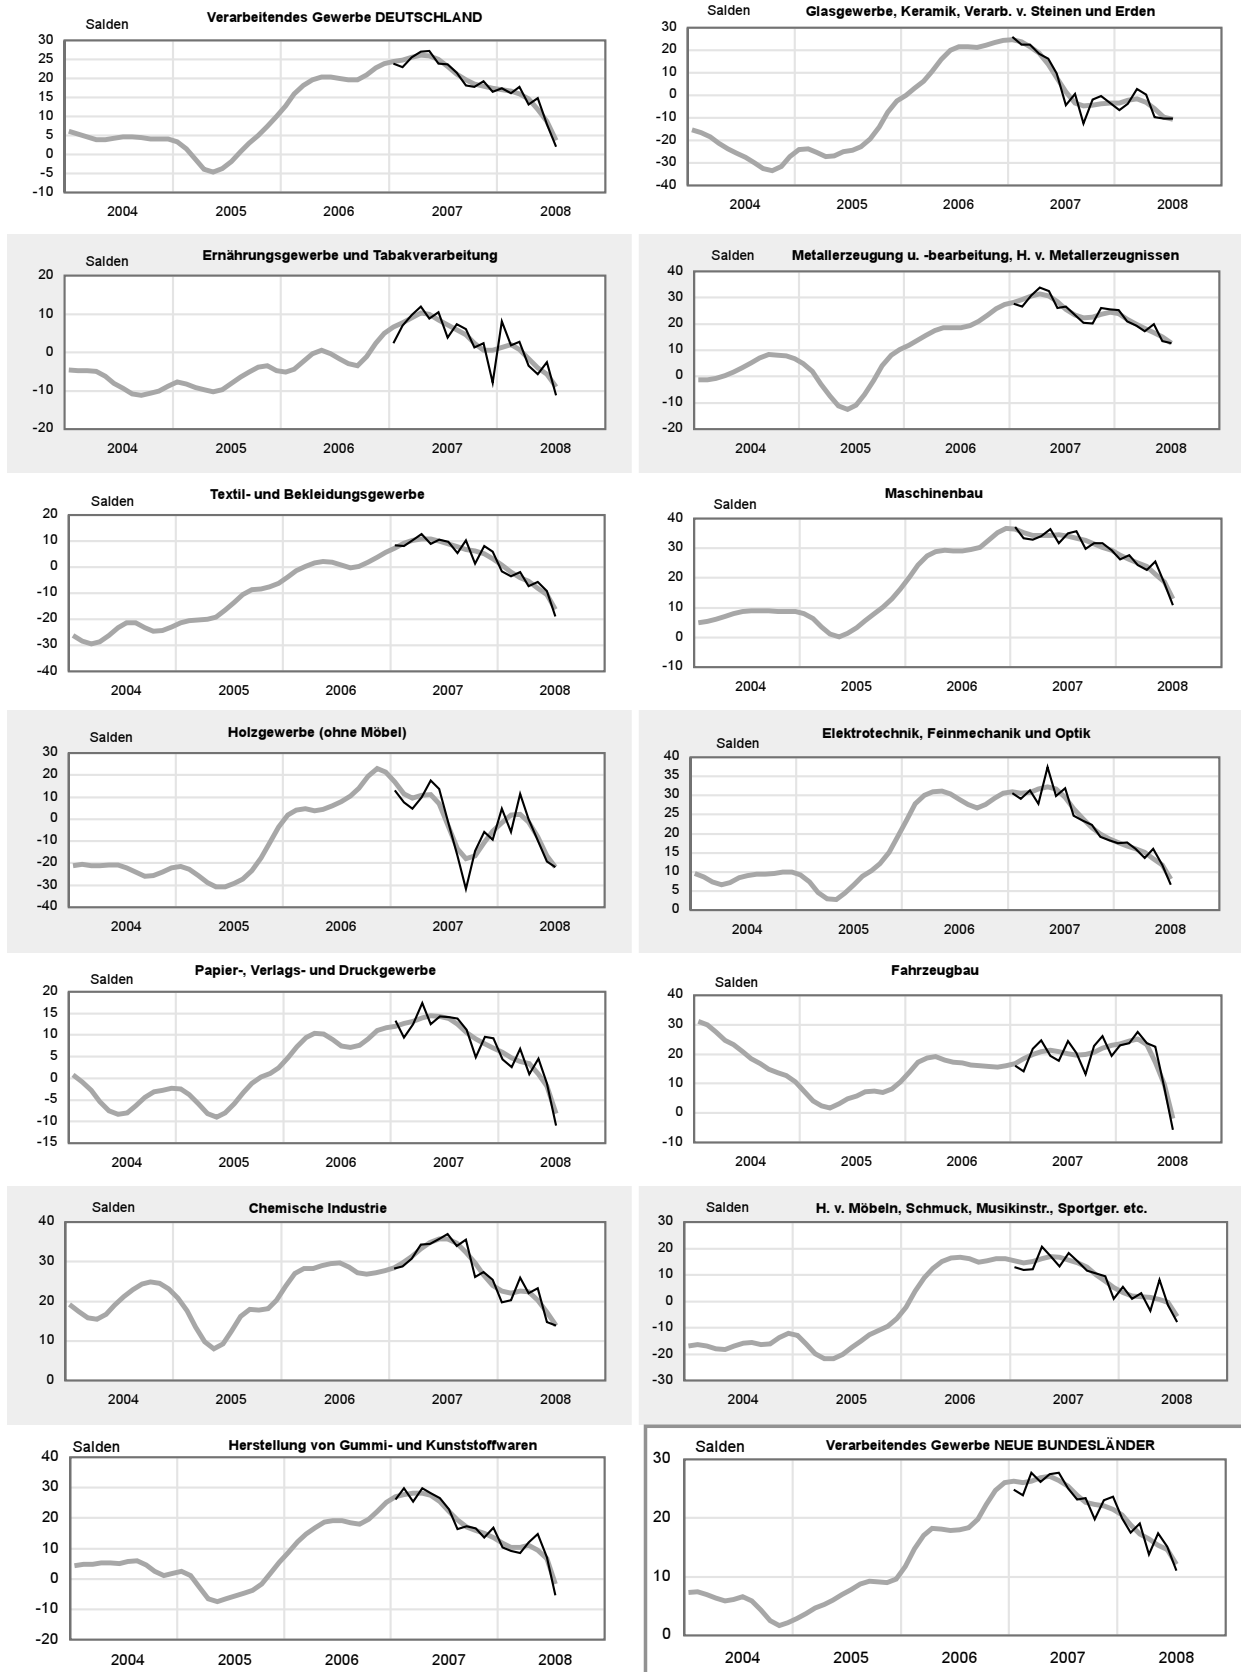 Verarbeitendes Gewerbe DEUTSCHLAND
Salden
30
25
20
15
10
5
0
-5
-10
2004 2005 2006 2007 2008
Glasgewerbe, Keramik, Verarb. v. Steinen und Erden
Salden
30
20
10
0
-10
-20
-30
-40
2004 2005 2006 2007 2008
Ernährungsgewerbe und Tabakverarbeitung
Salden
20
10
0
-10
-20
2004 2005 2006 2007 2008
Metallerzeugung u. -bearbeitung, H. v. Metallerzeugnissen
Salden
40
30
20
10
0
-10
-20
2004 2005 2006 2007 2008
Textil- und Bekleidungsgewerbe
Salden
20
10
0
-10
-20
-30
-40
2004 2005 2006 2007 2008
Maschinenbau
Salden
40
30
20
10
0
-10
2004 2005 2006 2007 2008
Holzgewerbe (ohne Möbel)
Salden
30
20
10
0
-10
-20
-30
-40
2004 2005 2006 2007 2008
Elektrotechnik, Feinmechanik und Optik
Salden
40
35
30
25
20
15
10
5
0
2004 2005 2006 2007 2008
Papier-, Verlags- und Druckgewerbe
Salden
20
15
10
5
0
-5
-10
-15
2004 2005 2006 2007 2008
Fahrzeugbau
Salden
40
30
20
10
0
-10
2004 2005 2006 2007 2008
Chemische Industrie
Salden
40
30
20
10
0
2004 2005 2006 2007 2008
H. v. Möbeln, Schmuck, Musikinstr., Sportger. etc.
Salden
30
20
10
0
-10
-20
-30
2004 2005 2006 2007 2008
Herstellung von Gummi- und Kunststoffwaren
Salden
40
30
20
10
0
-10
-20
2004 2005 2006 2007 2008
Verarbeitendes Gewerbe NEUE BUNDESLÄNDER
Salden
30
20
10
0
2004 2005 2006 2007 2008